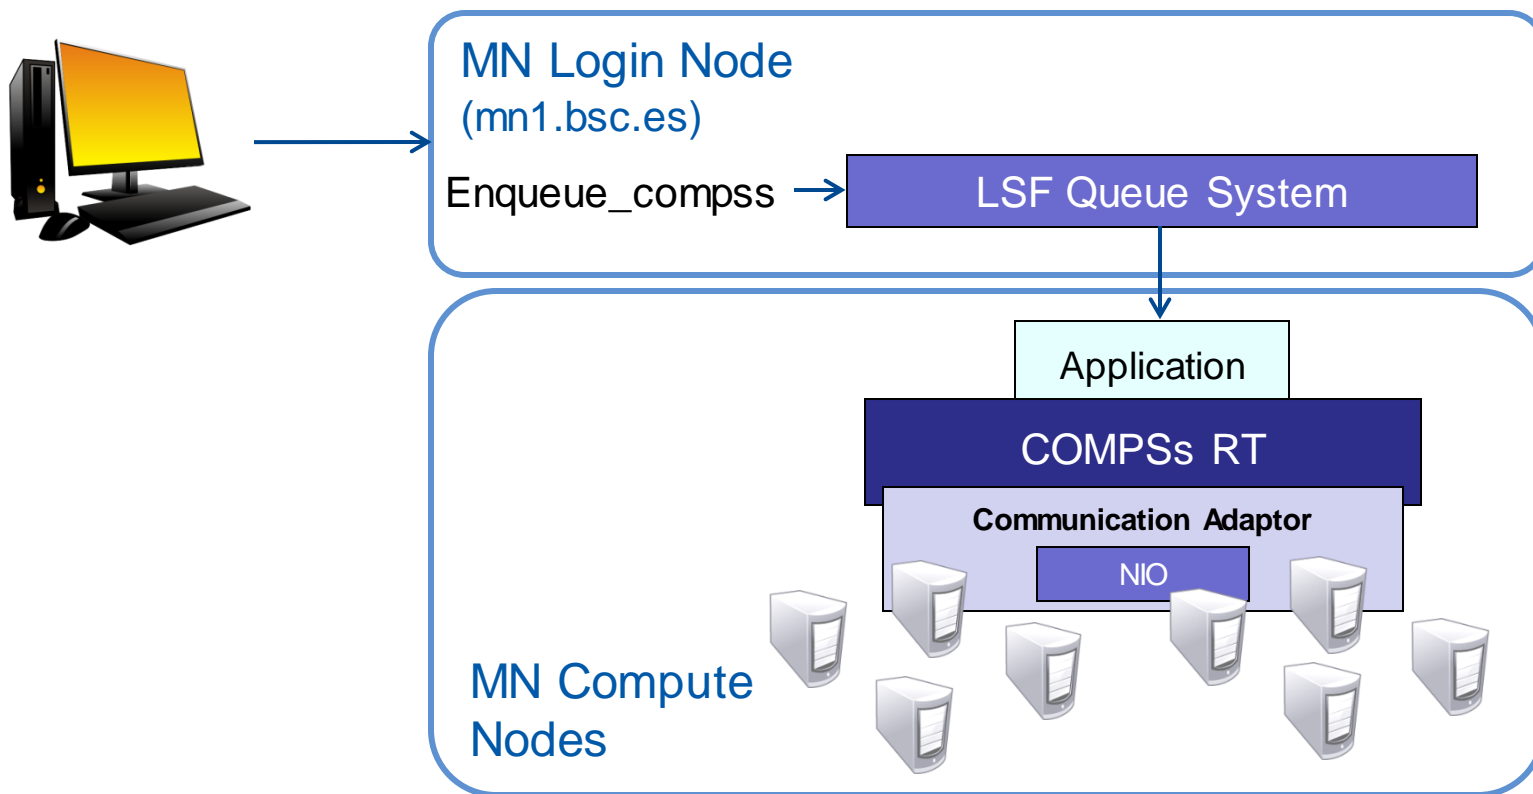 MN Login Node
(mn1.bsc.es)
Enqueue_compss
LSF Queue System
Application
COMPSs RT
Communication Adaptor
NIO
MN Compute
Nodes